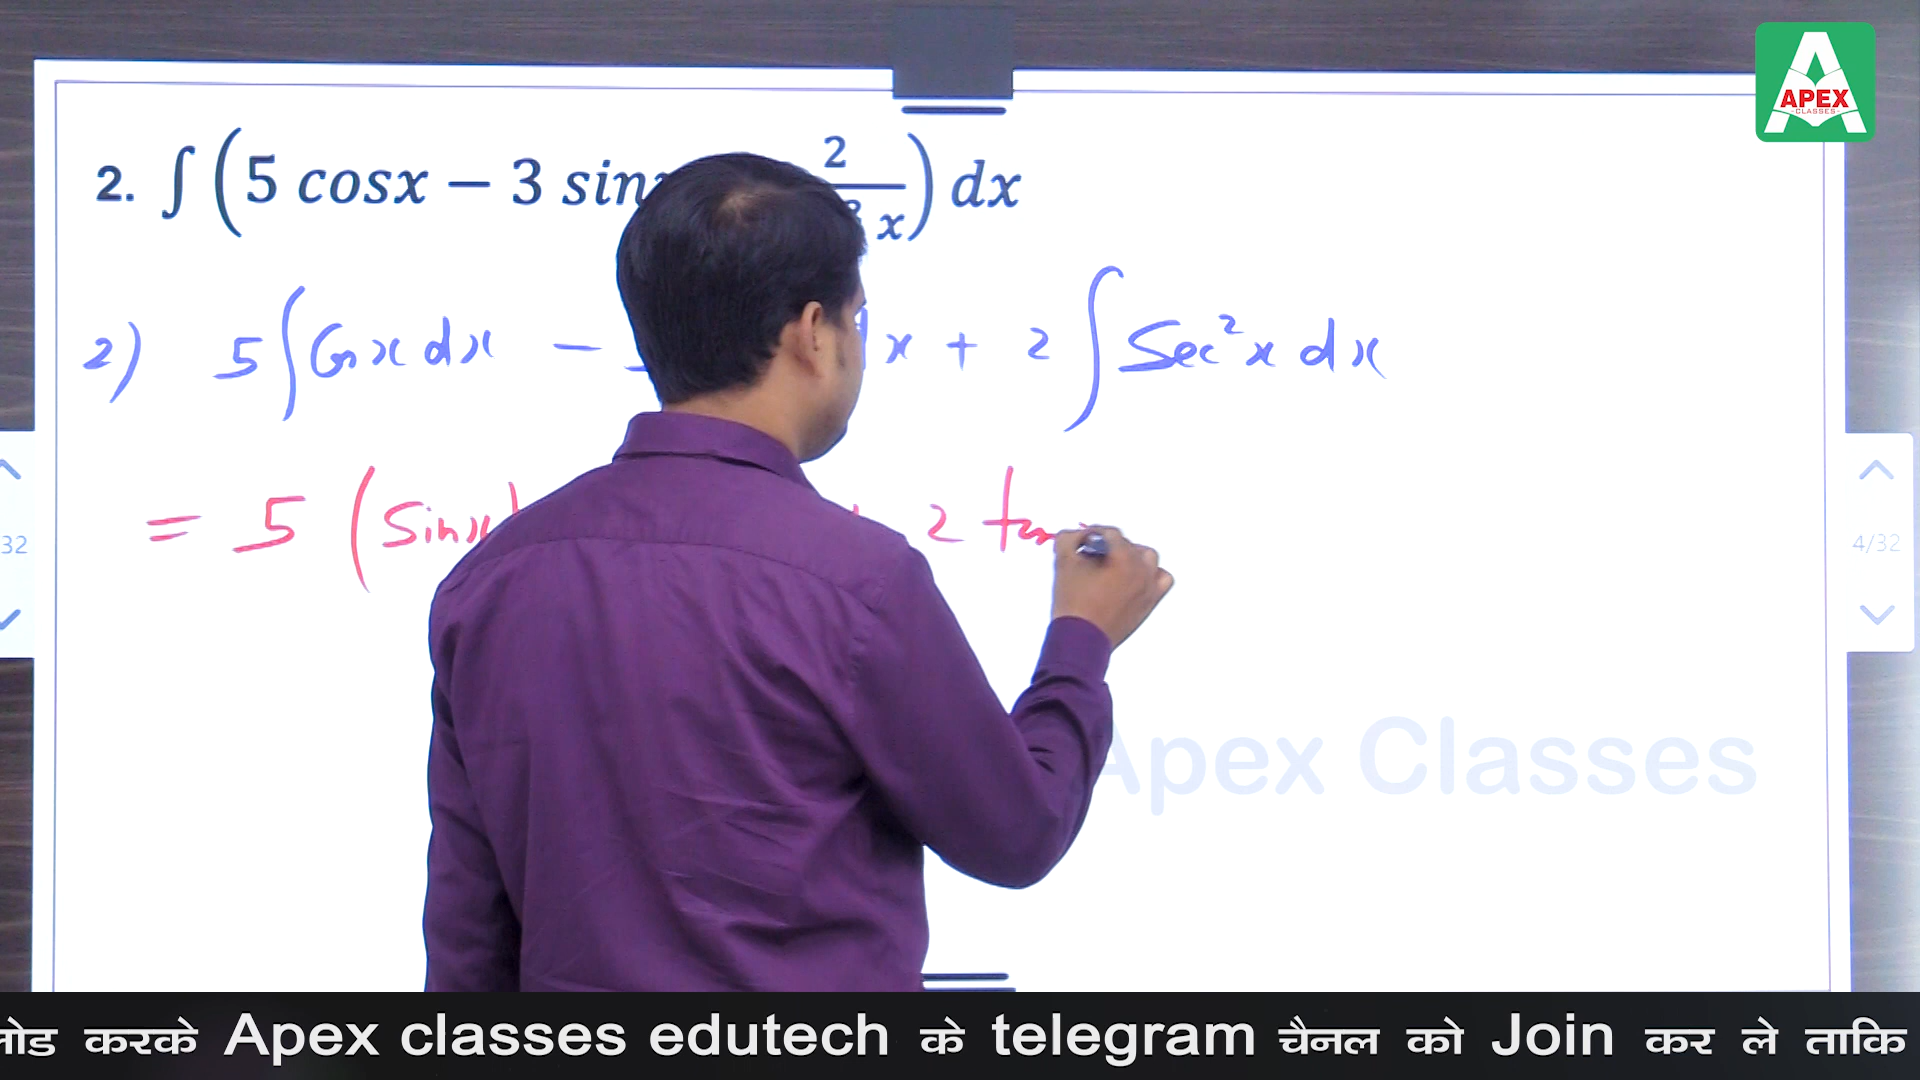 APEX
CLASSES
2. ∫ (5 cosx − 3 sin 2 x) dx
2) 5 ∫ Cosx dx − x + 2 ∫ Sec² x dx
= 5 (Sinx) 2 tan
4/32
32
Apex Classes
करके Apex classes edutech के telegram चैनल को Join कर ले ताकि